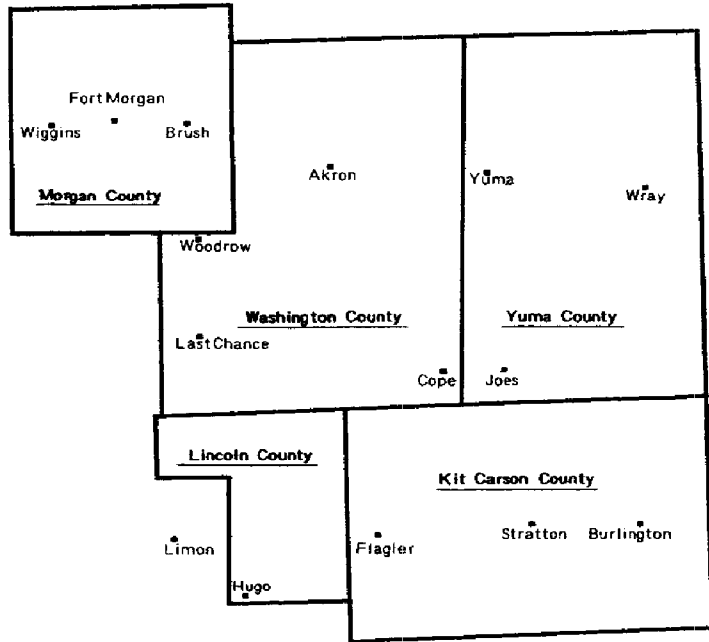 Fort Morgan
Wiggins
Brush
Morgan County
Akron
Yuma
Wray
Woodrow
Washington County
Yuma County
Last Chance
Cope
Joes
Lincoln County
Kit Carson County
Limon
Flagler
Stratton
Burlington
Hugo